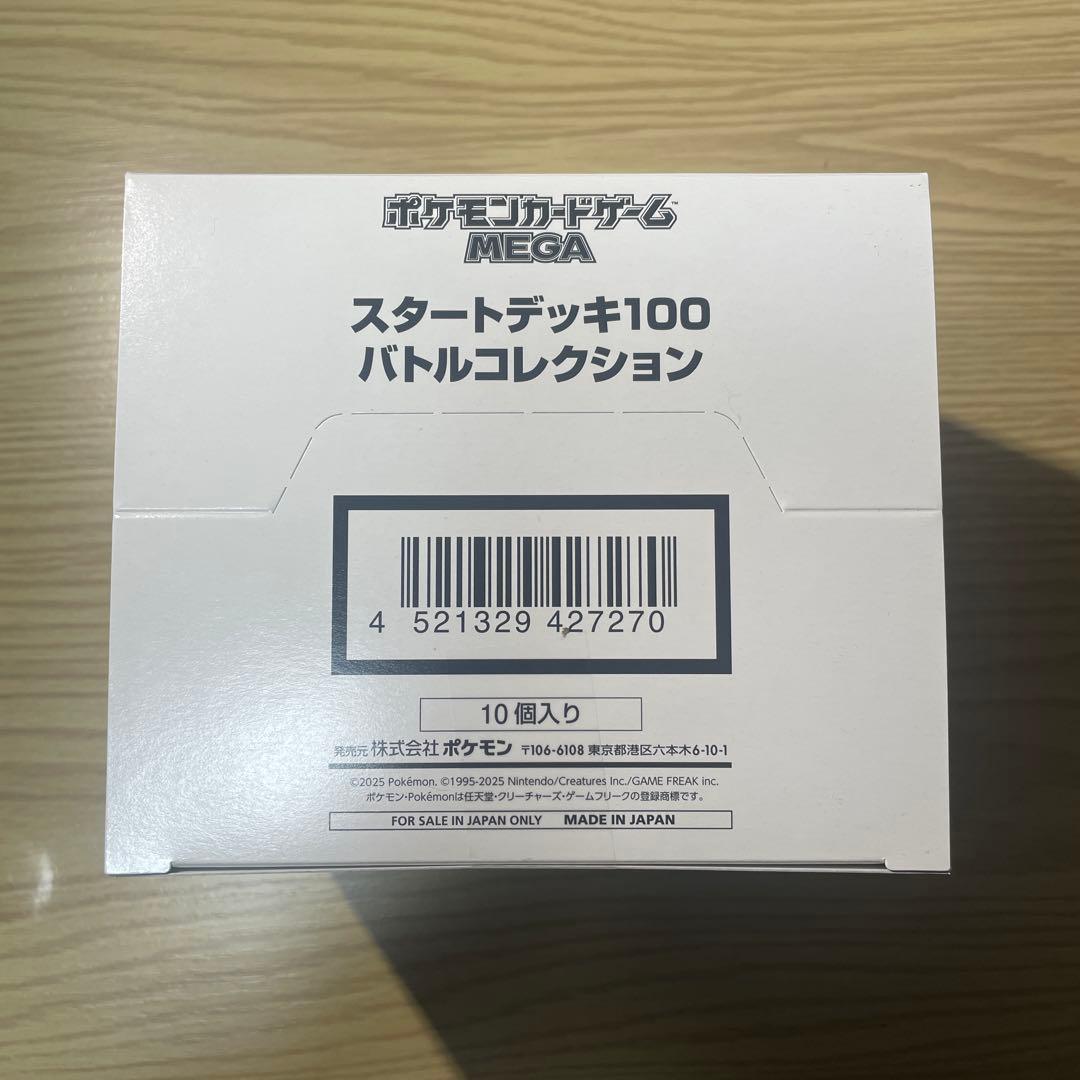 ポケモンカードゲーム™
MEGA
スタートデッキ100
バトルコレクション
4 521329 427270
10個入り
発売元 株式会社 ポケモン 〒106-6108 東京都港区六本木6-10-1
©2025 Pokémon. ©1995-2025 Nintendo/Creatures Inc./GAME FREAK inc.
ポケモン・Pokémonは任天堂・クリーチャーズ・ゲームフリークの登録商標です。
FOR SALE IN JAPAN ONLY MADE IN JAPAN